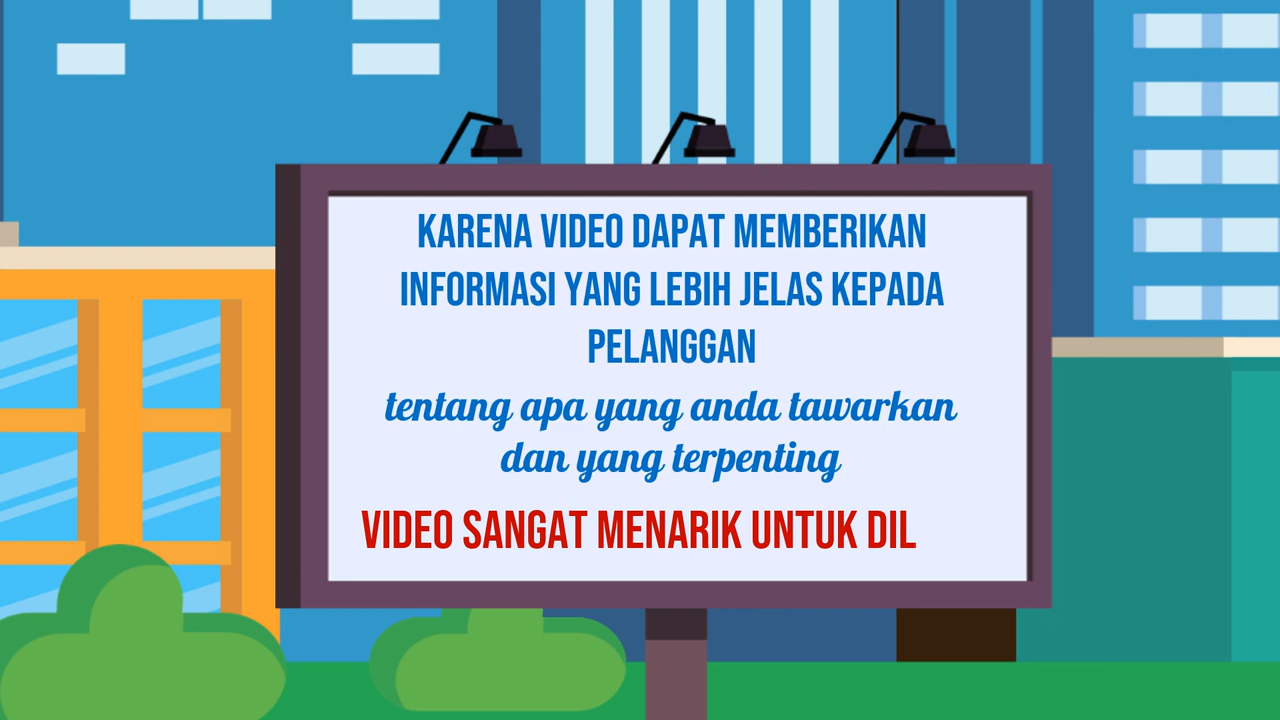 KARENA VIDEO DAPAT MEMBERIKAN
INFORMASI YANG LEBIH JELAS KEPADA
PELANGGAN
tentang apa yang anda tawarkan
dan yang terpenting
VIDEO SANGAT MENARIK UNTUK DIL